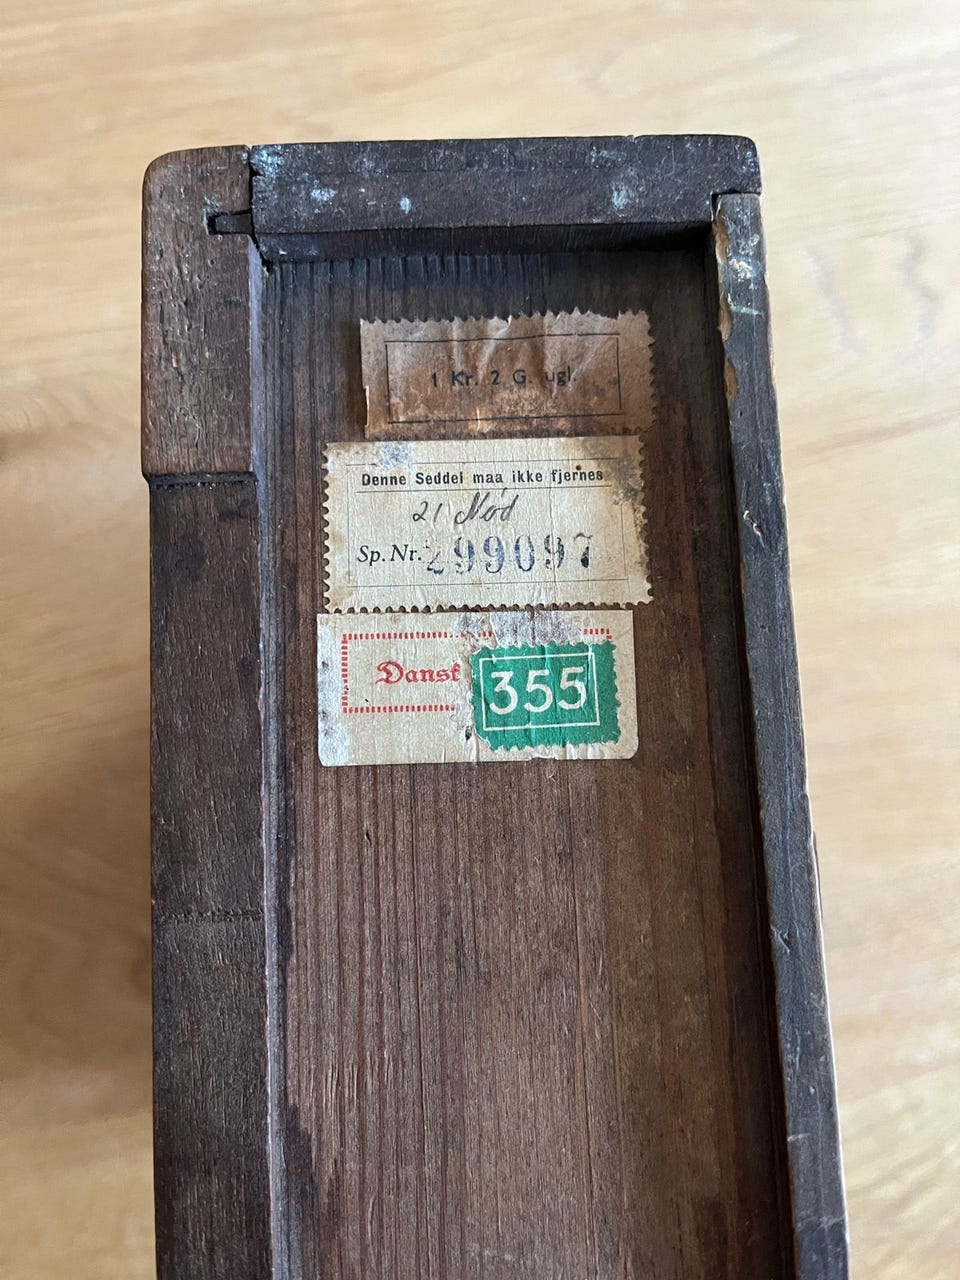 1 Kr. 2 G. ugl.
Denne Seddel maa ikke fjernes
21 Nød
Sp. Nr. 299097
Dansk
355